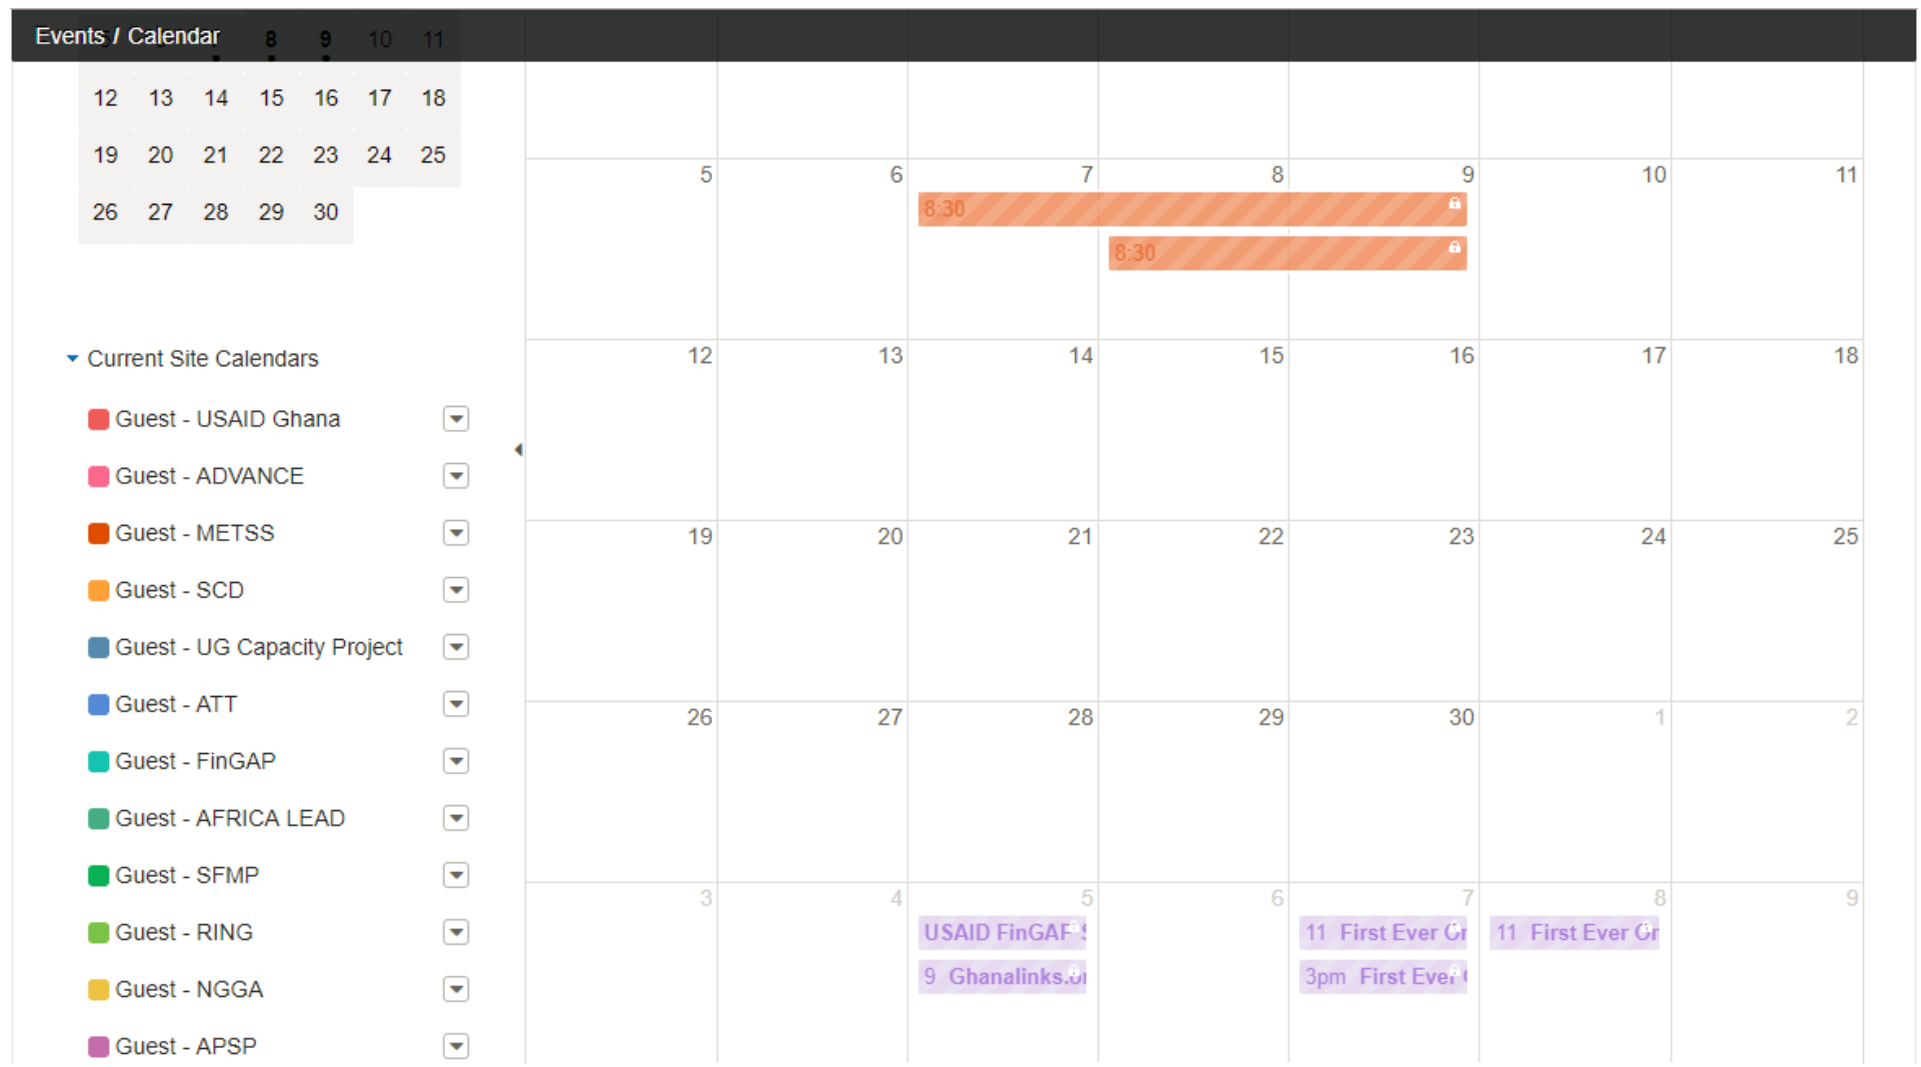 Events / Calendar
8 9 10 11
12 13 14 15 16 17 18
19 20 21 22 23 24 25
26 27 28 29 30
Current Site Calendars
Guest - USAID Ghana
Guest - ADVANCE
Guest - METSS
Guest - SCD
Guest - UG Capacity Project
Guest - ATT
Guest - FinGAP
Guest - AFRICA LEAD
Guest - SFMP
Guest - RING
Guest - NGGA
Guest - APSP
5 6 7 8 9 10 11
8:30
8:30
12 13 14 15 16 17 18
19 20 21 22 23 24 25
26 27 28 29 30 1 2
3 4 5 6 7 8 9
USAID FinGAP
11 First Ever
11 First Ever
9 Ghanalinks.or
3pm First Ever